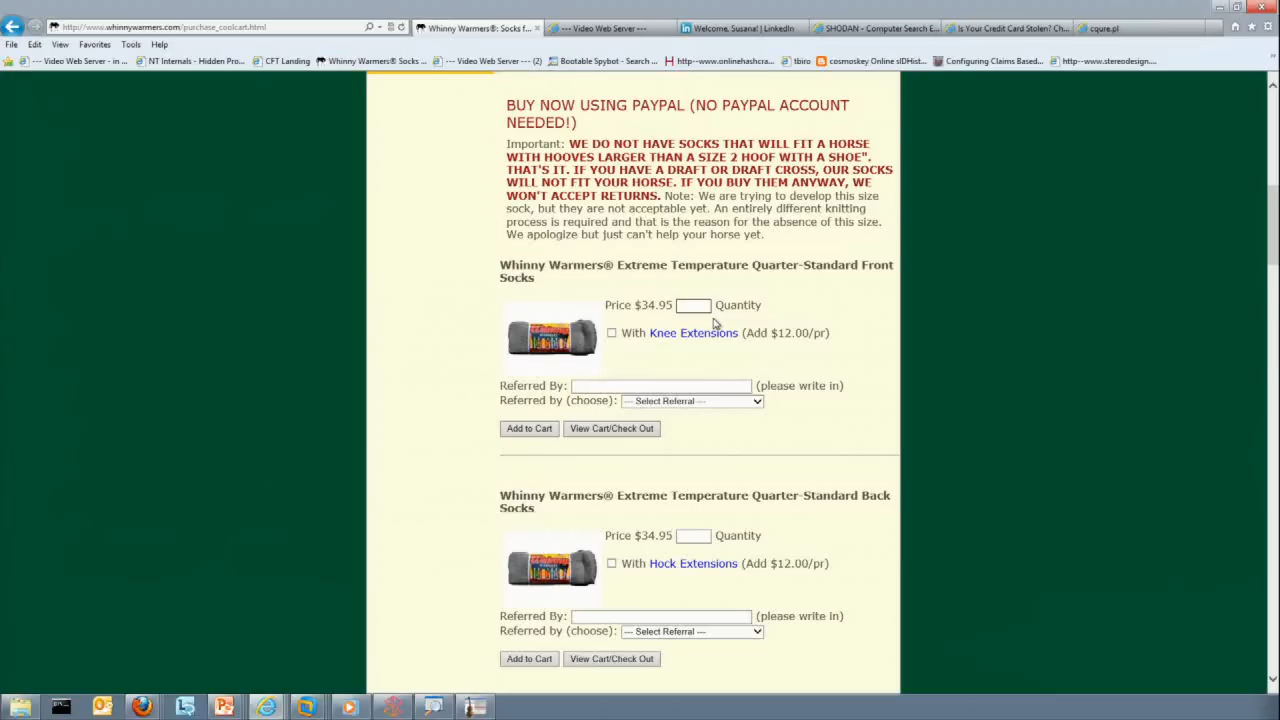 http://www.whinnywarmers.com/purchase_coolcart.html
Whinny Warmers®: Socks f...
--- Video Web Server ---
Welcome, Susana! | LinkedIn
SHODAN - Computer Search E...
Is Your Credit Card Stolen? Ch...
cqure.pl
File Edit View Favorites Tools Help
--- Video Web Server - in ...
NT Internals - Hidden Pro...
CFT Landing
Whinny Warmers® Socks ...
--- Video Web Server --- (2)
Bootable Spybot - Search ...
http--www.onlinehashcra...
tbiro
cosmoskey Online sIDHist...
Configuring Claims Based...
http--www.stereodesign....
BUY NOW USING PAYPAL (NO PAYPAL ACCOUNT
NEEDED!)
Important: WE DO NOT HAVE SOCKS THAT WILL FIT A HORSE
WITH HOOVES LARGER THAN A SIZE 2 HOOF WITH A SHOE".
THAT'S IT. IF YOU HAVE A DRAFT OR DRAFT CROSS, OUR SOCKS
WILL NOT FIT YOUR HORSE. IF YOU BUY THEM ANYWAY, WE
WON'T ACCEPT RETURNS. Note: We are trying to develop this size
sock, but they are not acceptable yet. An entirely different knitting
process is required and that is the reason for the absence of this size.
We apologize but just can't help your horse yet.
Whinny Warmers® Extreme Temperature Quarter-Standard Front
Socks
Price $34.95 Quantity
With Knee Extensions (Add $12.00/pr)
Referred By: (please write in)
Referred by (choose): --- Select Referral ---
Add to Cart View Cart/Check Out
Whinny Warmers® Extreme Temperature Quarter-Standard Back
Socks
Price $34.95 Quantity
With Hock Extensions (Add $12.00/pr)
Referred By: (please write in)
Referred by (choose): --- Select Referral ---
Add to Cart View Cart/Check Out